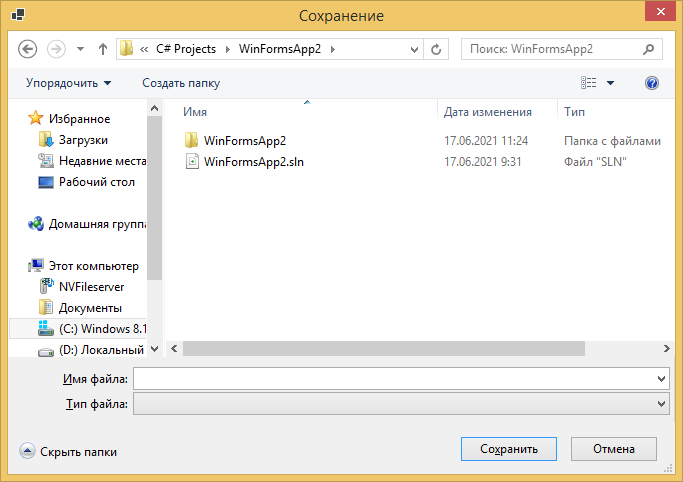 Сохранение
« C# Projects WinFormsApp2
Поиск: WinFormsApp2
Упорядочить Создать папку
Имя Дата изменения Тип
Избранное
Загрузки
Недавние места
Рабочий стол
Домашняя группа
Этот компьютер
NVFileserver
Документы
(C:) Windows 8.1
(D:) Локальный
WinFormsApp2 17.06.2021 11:24 Папка с файлами
WinFormsApp2.sln 17.06.2021 9:31 Файл "SLN"
Имя файла:
Тип файла:
Скрыть папки
Сохранить Отмена